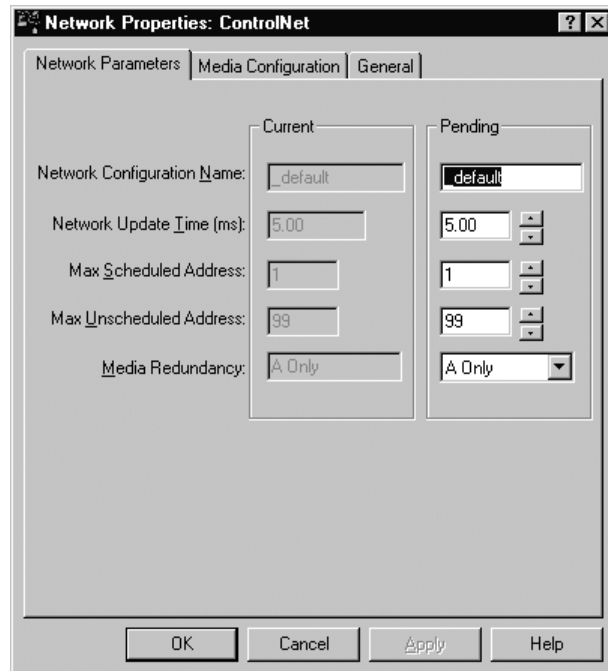 Network Properties: ControlNet
Network Parameters Media Configuration General
Current Pending
Network Configuration Name: _default _default
Network Update Time (ms): 5.00 5.00
Max Scheduled Address: 1 1
Max Unscheduled Address: 99 99
Media Redundancy: A Only A Only
OK Cancel Apply Help